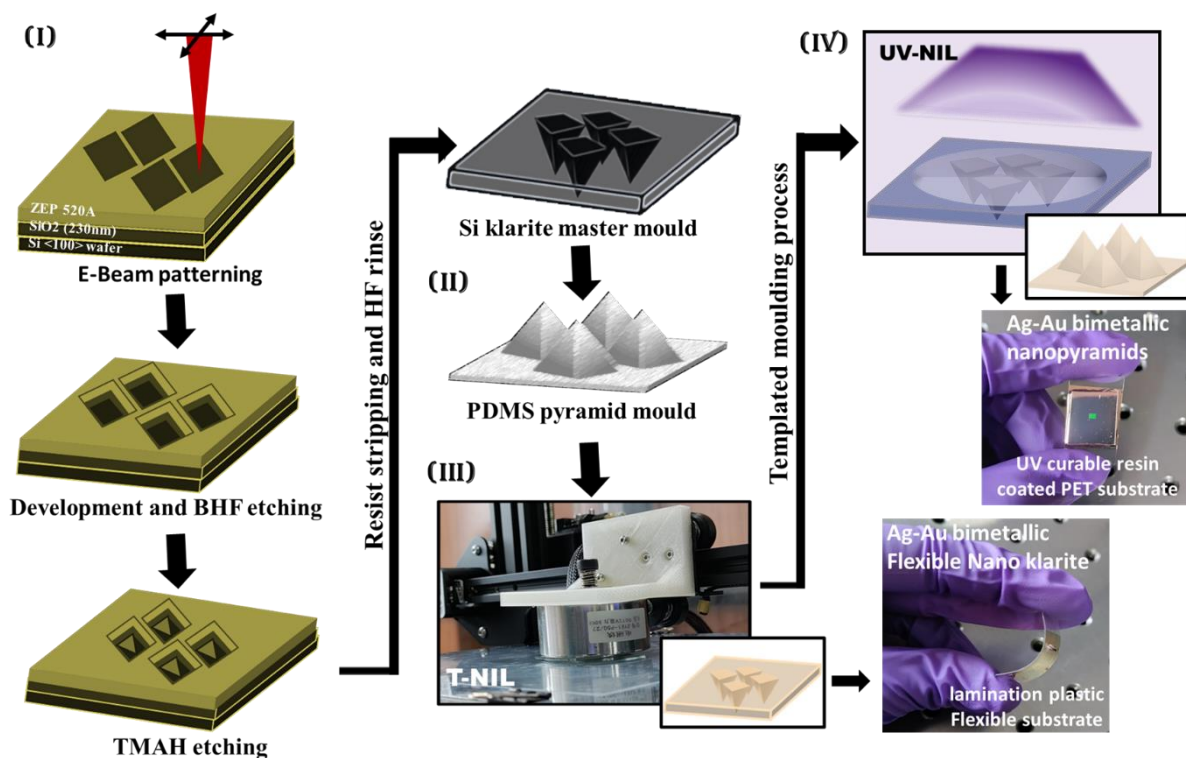 (I)
ZEP 520A
SiO2 (230nm)
Si <100> wafer
E-Beam patterning
Development and BHF etching
TMAH etching
Resist stripping and HF rinse
Si klarite master mould
(II)
PDMS pyramid mould
(III)
T-NIL
Templated moulding process
(IV)
UV-NIL
Ag-Au bimetallic
nanopyramids
UV curable resin
coated PET substrate
Ag-Au bimetallic
Flexible Nano klarite
lamination plastic
Flexible substrate